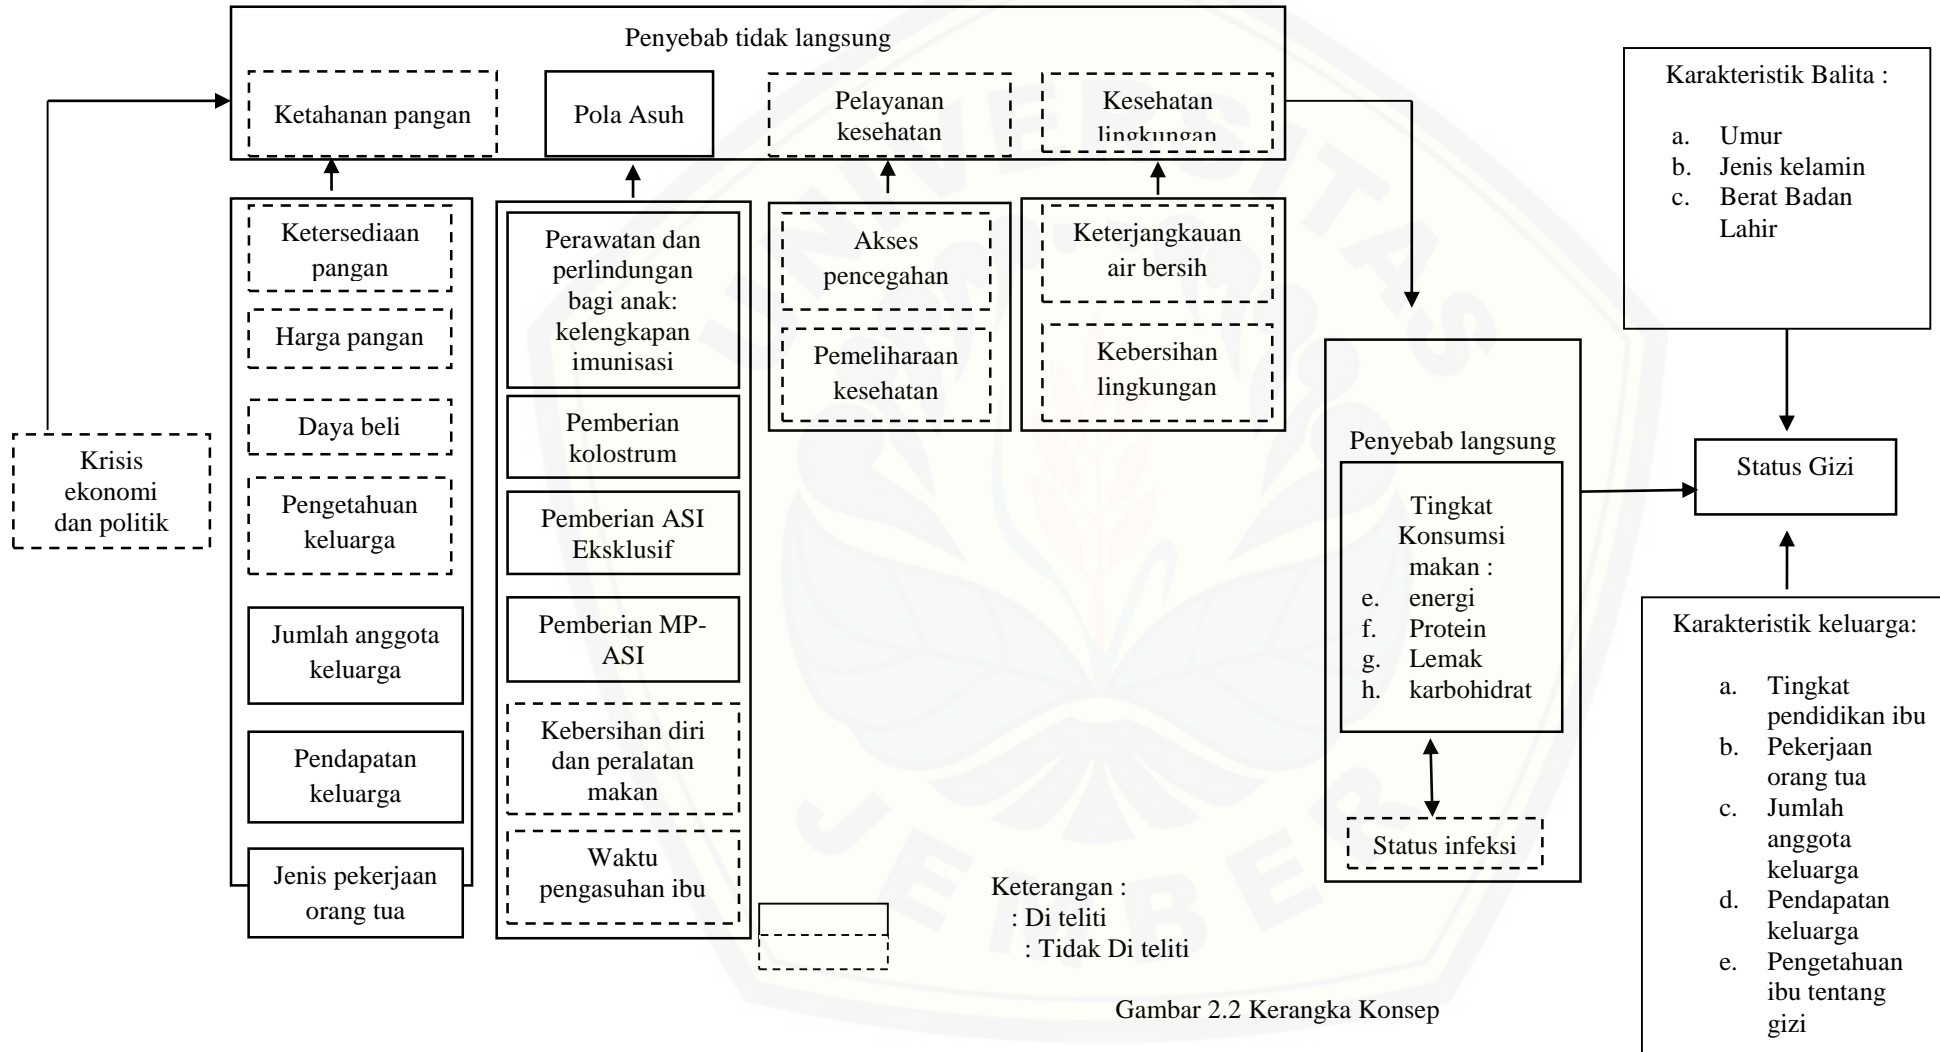 Penyebab tidak langsung
Ketahanan pangan
Pola Asuh
Pelayanan
kesehatan
Kesehatan
lingkungan
Ketersediaan
pangan
Harga pangan
Daya beli
Pengetahuan
keluarga
Jumlah anggota
keluarga
Pendapatan
keluarga
Jenis pekerjaan
orang tua
Perawatan dan
perlindungan
bagi anak:
kelengkapan
imunisasi
Pemberian
kolostrum
Pemberian ASI
Eksklusif
Pemberian MP-
ASI
Kebersihan diri
dan peralatan
makan
Waktu
pengasuhan ibu
Akses
pencegahan
Pemeliharaan
kesehatan
Keterjangkauan
air bersih
Kebersihan
lingkungan
Krisis
ekonomi
dan politik
Penyebab langsung
Tingkat
Konsumsi
makan :
e. energi
f. Protein
g. Lemak
h. karbohidrat
Status infeksi
Karakteristik Balita :
a. Umur
b. Jenis kelamin
c. Berat Badan
Lahir
Status Gizi
Karakteristik keluarga:
a. Tingkat
pendidikan ibu
b. Pekerjaan
orang tua
c. Jumlah
anggota
keluarga
d. Pendapatan
keluarga
e. Pengetahuan
ibu tentang
gizi
Keterangan :
: Di teliti
: Tidak Di teliti
Gambar 2.2 Kerangka Konsep
UNIVERSITAS
JEMBER